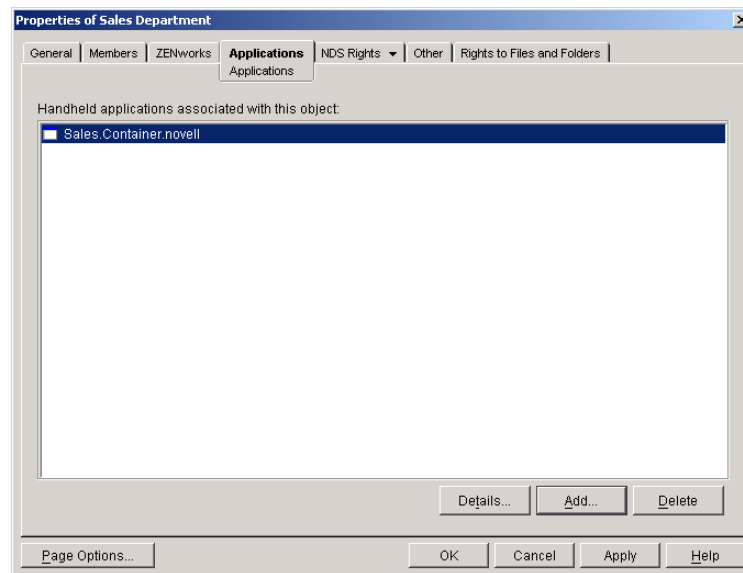 Properties of Sales Department
General Members ZENworks Applications NDS Rights Other Rights to Files and Folders
Applications
Handheld applications associated with this object:
Sales.Container.novell
Details... Add... Delete
Page Options... OK Cancel Apply Help